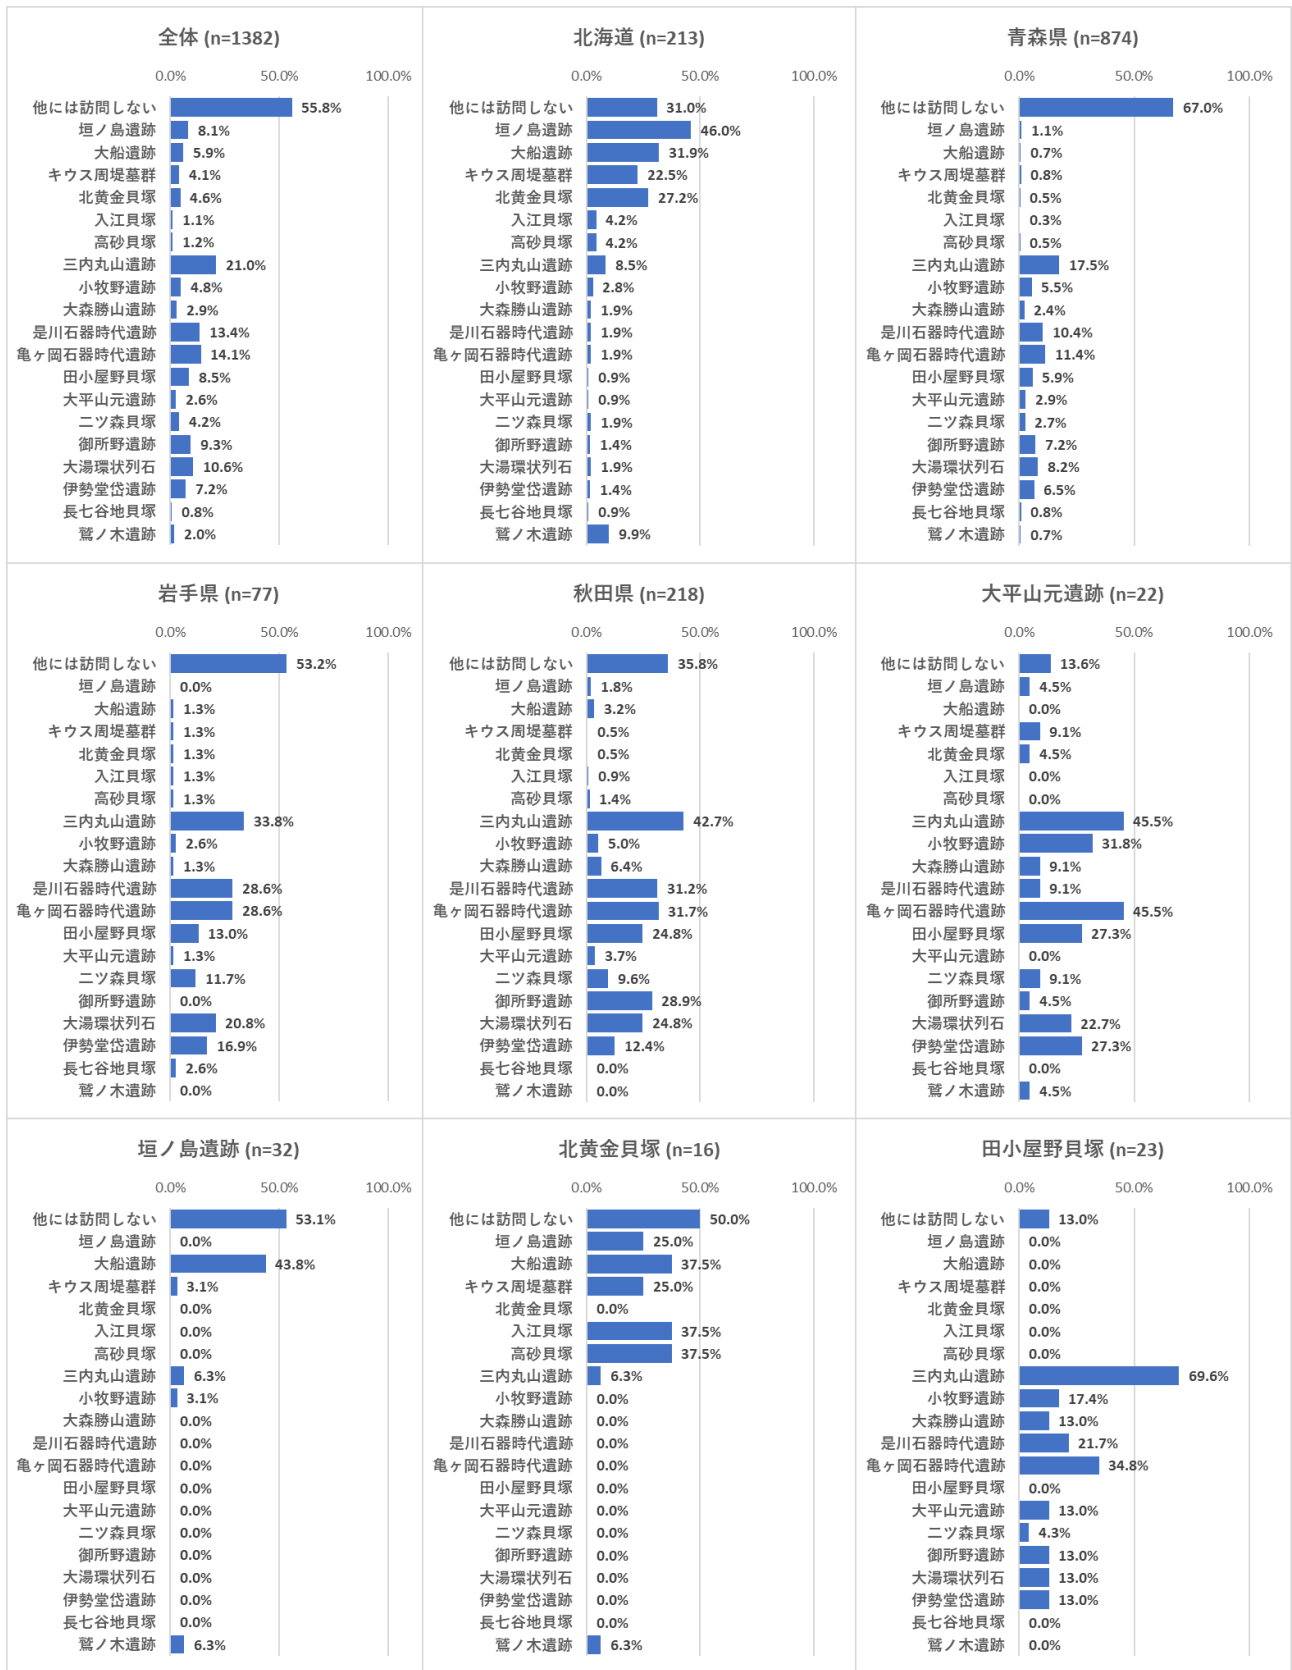 全体 (n=1382)
0.0% 50.0% 100.0%
他には訪問しない 55.8%
垣ノ島遺跡 8.1%
大船遺跡 5.9%
キウス周堤墓群 4.1%
北黄金貝塚 4.6%
入江貝塚 1.1%
高砂貝塚 1.2%
三内丸山遺跡 21.0%
小牧野遺跡 4.8%
大森勝山遺跡 2.9%
是川石器時代遺跡 13.4%
亀ヶ岡石器時代遺跡 14.1%
田小屋野貝塚 8.5%
大平山元遺跡 2.6%
二ツ森貝塚 4.2%
御所野遺跡 9.3%
大湯環状列石 10.6%
伊勢堂岱遺跡 7.2%
長七谷地貝塚 0.8%
鷲ノ木遺跡 2.0%
北海道 (n=213)
0.0% 50.0% 100.0%
他には訪問しない 31.0%
垣ノ島遺跡 46.0%
大船遺跡 31.9%
キウス周堤墓群 22.5%
北黄金貝塚 27.2%
入江貝塚 4.2%
高砂貝塚 4.2%
三内丸山遺跡 8.5%
小牧野遺跡 2.8%
大森勝山遺跡 1.9%
是川石器時代遺跡 1.9%
亀ヶ岡石器時代遺跡 1.9%
田小屋野貝塚 0.9%
大平山元遺跡 0.9%
二ツ森貝塚 1.9%
御所野遺跡 1.4%
大湯環状列石 1.9%
伊勢堂岱遺跡 1.4%
長七谷地貝塚 0.9%
鷲ノ木遺跡 9.9%
青森県 (n=874)
0.0% 50.0% 100.0%
他には訪問しない 67.0%
垣ノ島遺跡 1.1%
大船遺跡 0.7%
キウス周堤墓群 0.8%
北黄金貝塚 0.5%
入江貝塚 0.3%
高砂貝塚 0.5%
三内丸山遺跡 17.5%
小牧野遺跡 5.5%
大森勝山遺跡 2.4%
是川石器時代遺跡 10.4%
亀ヶ岡石器時代遺跡 11.4%
田小屋野貝塚 5.9%
大平山元遺跡 2.9%
二ツ森貝塚 2.7%
御所野遺跡 7.2%
大湯環状列石 8.2%
伊勢堂岱遺跡 6.5%
長七谷地貝塚 0.8%
鷲ノ木遺跡 0.7%
岩手県 (n=77)
0.0% 50.0% 100.0%
他には訪問しない 53.2%
垣ノ島遺跡 0.0%
大船遺跡 1.3%
キウス周堤墓群 1.3%
北黄金貝塚 1.3%
入江貝塚 1.3%
高砂貝塚 1.3%
三内丸山遺跡 33.8%
小牧野遺跡 2.6%
大森勝山遺跡 1.3%
是川石器時代遺跡 28.6%
亀ヶ岡石器時代遺跡 28.6%
田小屋野貝塚 13.0%
大平山元遺跡 1.3%
二ツ森貝塚 11.7%
御所野遺跡 0.0%
大湯環状列石 20.8%
伊勢堂岱遺跡 16.9%
長七谷地貝塚 2.6%
鷲ノ木遺跡 0.0%
秋田県 (n=218)
0.0% 50.0% 100.0%
他には訪問しない 35.8%
垣ノ島遺跡 1.8%
大船遺跡 3.2%
キウス周堤墓群 0.5%
北黄金貝塚 0.5%
入江貝塚 0.9%
高砂貝塚 1.4%
三内丸山遺跡 42.7%
小牧野遺跡 5.0%
大森勝山遺跡 6.4%
是川石器時代遺跡 31.2%
亀ヶ岡石器時代遺跡 31.7%
田小屋野貝塚 24.8%
大平山元遺跡 3.7%
二ツ森貝塚 9.6%
御所野遺跡 28.9%
大湯環状列石 24.8%
伊勢堂岱遺跡 12.4%
長七谷地貝塚 0.0%
鷲ノ木遺跡 0.0%
大平山元遺跡 (n=22)
0.0% 50.0% 100.0%
他には訪問しない 13.6%
垣ノ島遺跡 4.5%
大船遺跡 0.0%
キウス周堤墓群 9.1%
北黄金貝塚 4.5%
入江貝塚 0.0%
高砂貝塚 0.0%
三内丸山遺跡 45.5%
小牧野遺跡 31.8%
大森勝山遺跡 9.1%
是川石器時代遺跡 9.1%
亀ヶ岡石器時代遺跡 45.5%
田小屋野貝塚 27.3%
大平山元遺跡 0.0%
二ツ森貝塚 9.1%
御所野遺跡 4.5%
大湯環状列石 22.7%
伊勢堂岱遺跡 27.3%
長七谷地貝塚 0.0%
鷲ノ木遺跡 4.5%
垣ノ島遺跡 (n=32)
0.0% 50.0% 100.0%
他には訪問しない 53.1%
垣ノ島遺跡 0.0%
大船遺跡 43.8%
キウス周堤墓群 3.1%
北黄金貝塚 0.0%
入江貝塚 0.0%
高砂貝塚 0.0%
三内丸山遺跡 6.3%
小牧野遺跡 3.1%
大森勝山遺跡 0.0%
是川石器時代遺跡 0.0%
亀ヶ岡石器時代遺跡 0.0%
田小屋野貝塚 0.0%
大平山元遺跡 0.0%
二ツ森貝塚 0.0%
御所野遺跡 0.0%
大湯環状列石 0.0%
伊勢堂岱遺跡 0.0%
長七谷地貝塚 0.0%
鷲ノ木遺跡 6.3%
北黄金貝塚 (n=16)
0.0% 50.0% 100.0%
他には訪問しない 50.0%
垣ノ島遺跡 25.0%
大船遺跡 37.5%
キウス周堤墓群 25.0%
北黄金貝塚 0.0%
入江貝塚 37.5%
高砂貝塚 37.5%
三内丸山遺跡 6.3%
小牧野遺跡 0.0%
大森勝山遺跡 0.0%
是川石器時代遺跡 0.0%
亀ヶ岡石器時代遺跡 0.0%
田小屋野貝塚 0.0%
大平山元遺跡 0.0%
二ツ森貝塚 0.0%
御所野遺跡 0.0%
大湯環状列石 0.0%
伊勢堂岱遺跡 0.0%
長七谷地貝塚 0.0%
鷲ノ木遺跡 6.3%
田小屋野貝塚 (n=23)
0.0% 50.0% 100.0%
他には訪問しない 13.0%
垣ノ島遺跡 0.0%
大船遺跡 0.0%
キウス周堤墓群 0.0%
北黄金貝塚 0.0%
入江貝塚 0.0%
高砂貝塚 0.0%
三内丸山遺跡 69.6%
小牧野遺跡 17.4%
大森勝山遺跡 13.0%
是川石器時代遺跡 21.7%
亀ヶ岡石器時代遺跡 34.8%
田小屋野貝塚 0.0%
大平山元遺跡 13.0%
二ツ森貝塚 4.3%
御所野遺跡 13.0%
大湯環状列石 13.0%
伊勢堂岱遺跡 13.0%
長七谷地貝塚 0.0%
鷲ノ木遺跡 0.0%